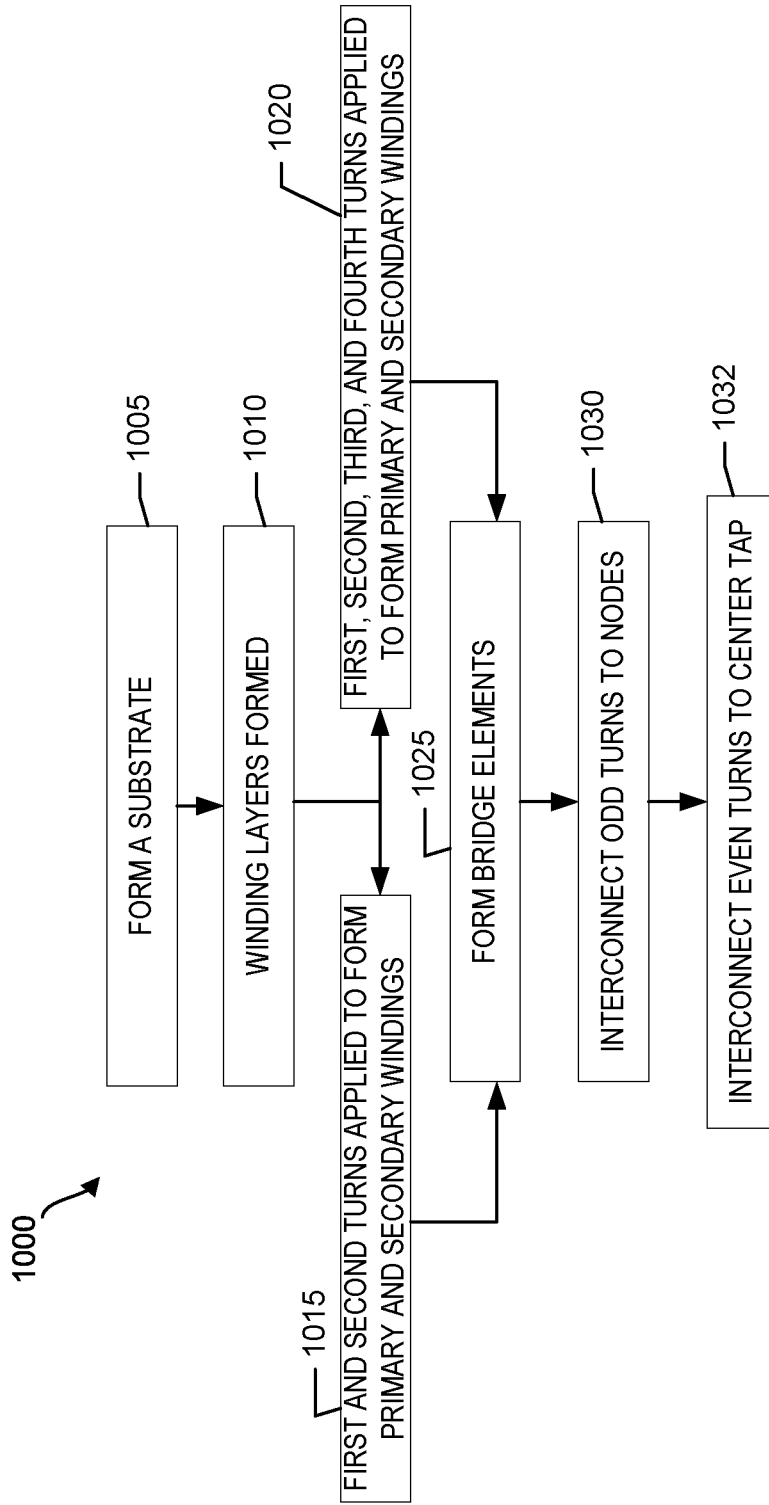 1000
FORM A SUBSTRATE
1005
WINDING LAYERS FORMED
1010
1015
FIRST AND SECOND TURNS APPLIED TO FORM
PRIMARY AND SECONDARY WINDINGS
1020
FIRST, SECOND, THIRD, AND FOURTH TURNS APPLIED
TO FORM PRIMARY AND SECONDARY WINDINGS
1025
FORM BRIDGE ELEMENTS
INTERCONNECT ODD TURNS TO NODES
1030
INTERCONNECT EVEN TURNS TO CENTER TAP
1032